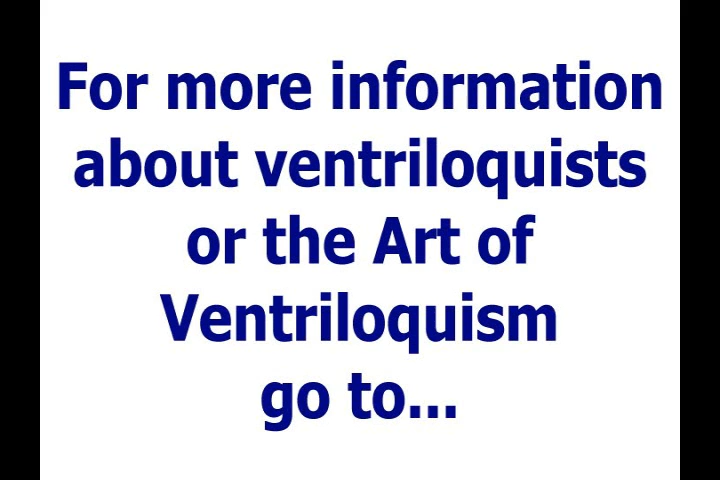 For more information
about ventriloquists
or the Art of
Ventriloquism
go to...